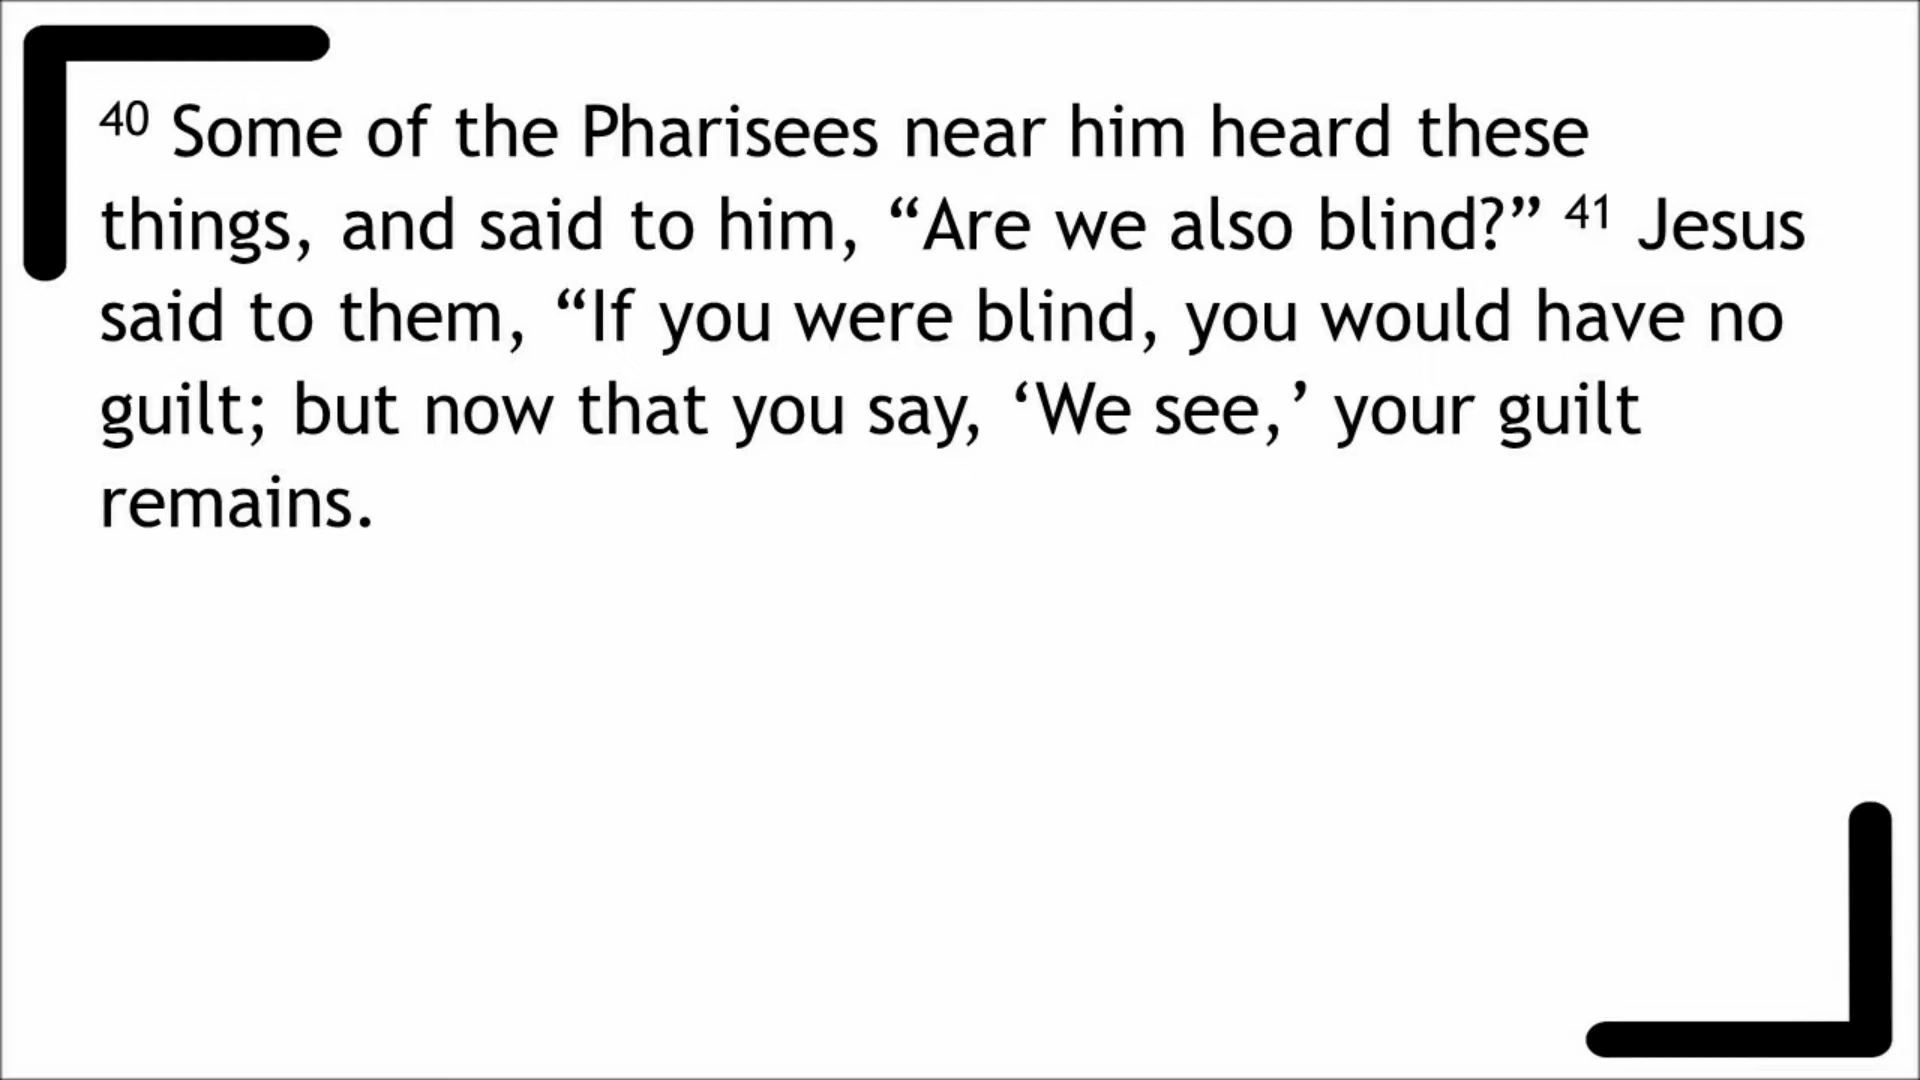 40 Some of the Pharisees near him heard these
things, and said to him, “Are we also blind?” 41 Jesus
said to them, “If you were blind, you would have no
guilt; but now that you say, ‘We see,’ your guilt
remains.